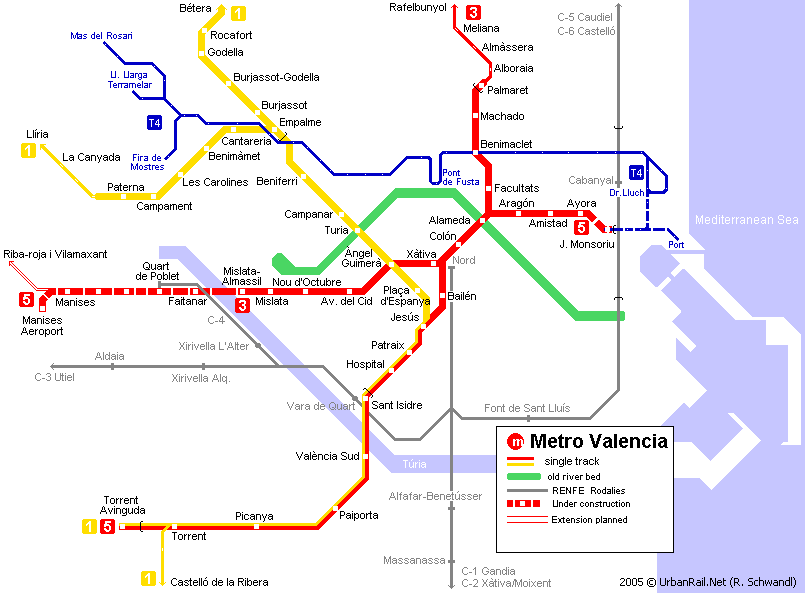 Bétera
1
Rocafort
Godella
Mas del Rosari
Ll. Llarga
Terramelar
Burjassot-Godella
Burjassot
T4
Empalme
Llíria
1
La Canyada
Fira de
Mostres
Cantareria
Benimàmet
Les Carolines
Paterna
Campament
Beniferri
Campanar
Turia
Rafelbunyol
3
Meliana
Almàssera
Alboraia
Palmaret
Machado
Benimaclet
Pont
de Fusta
Facultats
Aragón
Alameda
Amistad
Ayora
5
J. Monsoriu
C-5 Caudiel
C-6 Castelló
Cabanyal
T4
Dr.Lluch
Port
Mediterranean Sea
Colón
Xàtiva
Nord
Bailén
Àngel
Guimerà
Plaça
d'Espanya
Jesús
Patraix
Hospital
Riba-roja i Vilamaxant
5
Manises
Manises
Aeroport
Quart
de Poblet
Faitanar
Mislata-
Almassil
3
Mislata
Nou d'Octubre
Av. del Cid
C-4
Xirivella L'Alter
Aldaia
C-3 Utiel
Xirivella Alq.
Vara de Quart
Sant Isidre
Font de Sant Lluís
València Sud
Túria
Torrent
Avinguda
1 5
Torrent
Picanya
Paiporta
1
Castelló de la Ribera
Alfafar-Benetússer
Massanassa
C-1 Gandia
C-2 Xàtiva/Moixent
m Metro Valencia
single track
old river bed
RENFE Rodalies
Under construction
Extension planned
2005 © UrbanRail.Net (R. Schwandl)